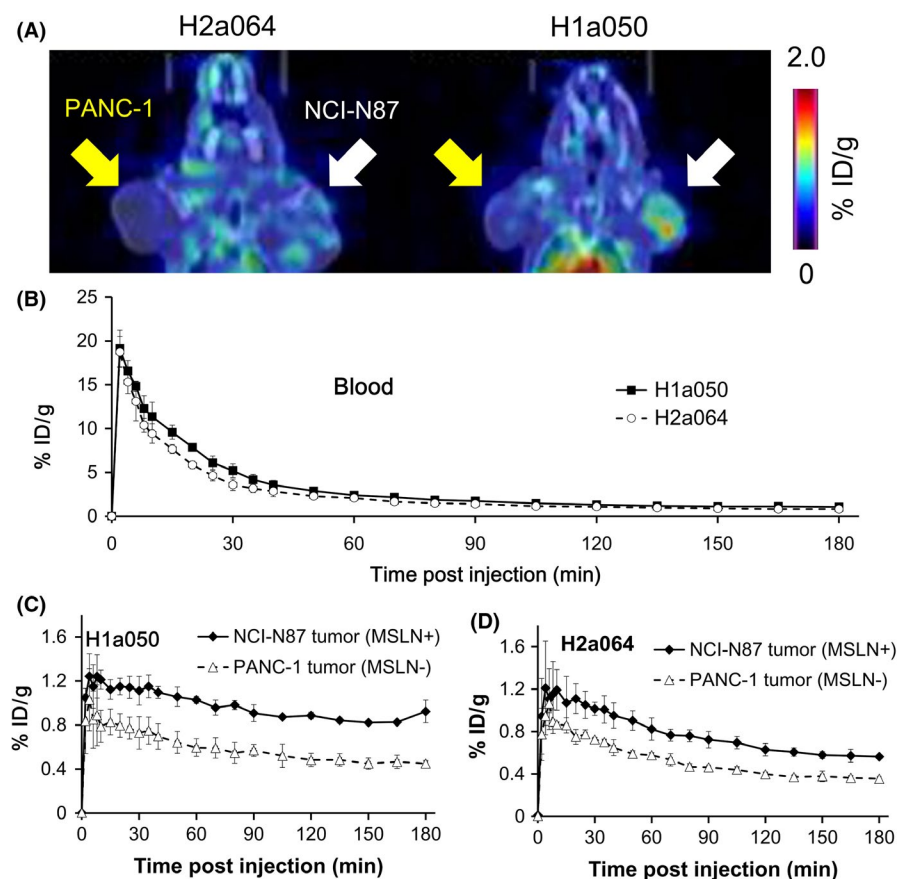 (A)
H2a064
H1a050
PANC-1
NCI-N87
2.0
% ID/g
0
(B)
25
20
15
10
5
0
% ID/g
Blood
H1a050
H2a064
0 30 60 90 120 150 180
Time post injection (min)
(C)
H1a050
NCI-N87 tumor (MSLN+)
PANC-1 tumor (MSLN-)
1.6
1.2
0.8
0.4
0
% ID/g
0 30 60 90 120 150 180
Time post injection (min)
(D)
H2a064
NCI-N87 tumor (MSLN+)
PANC-1 tumor (MSLN-)
1.6
1.2
0.8
0.4
0
% ID/g
0 30 60 90 120 150 180
Time post injection (min)